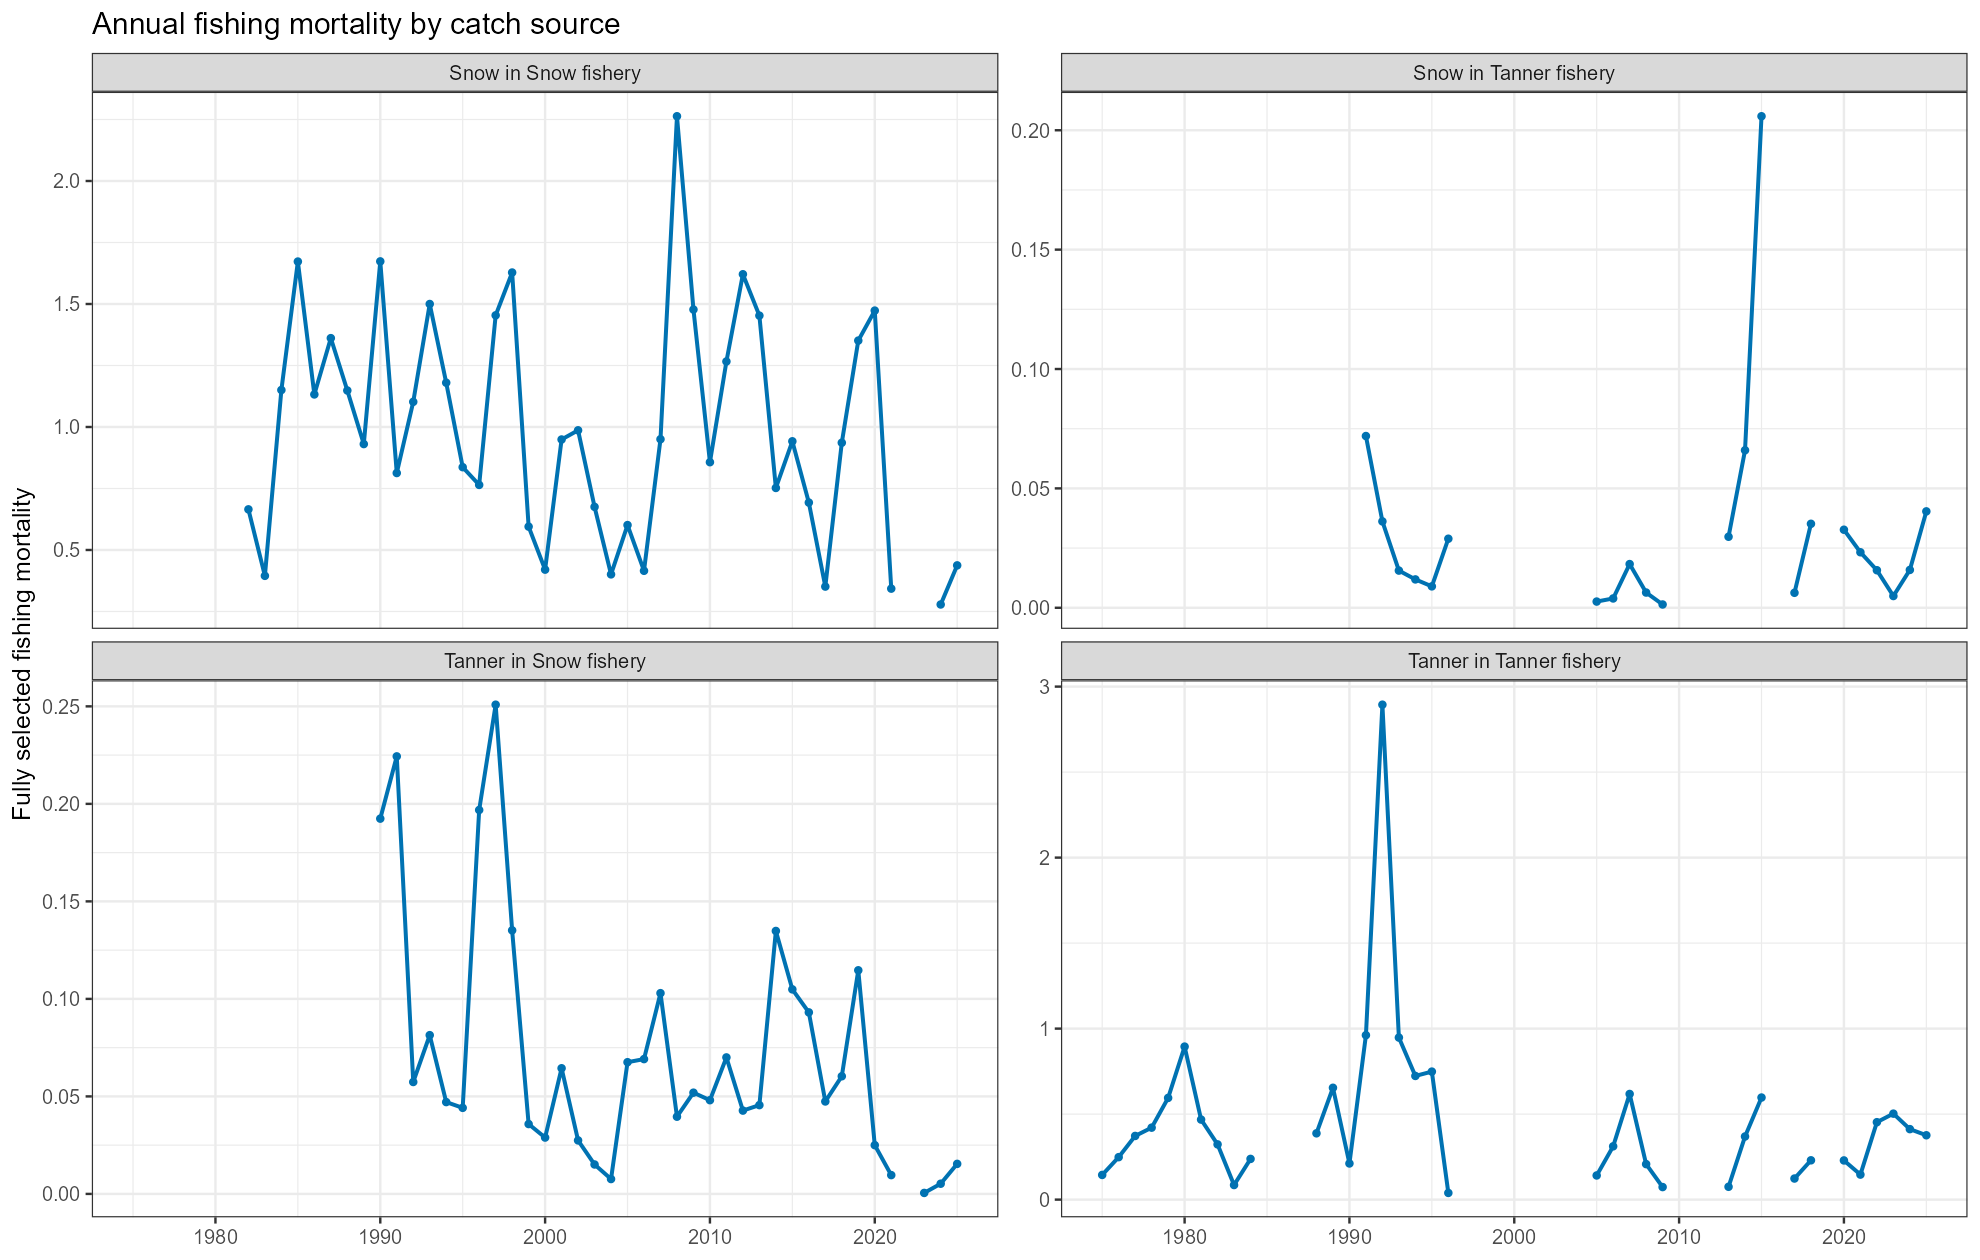 Annual fishing mortality by catch source
Snow in Snow fishery
Snow in Tanner fishery
2.0
1.5
1.0
0.5
0.20
0.15
0.10
0.05
0.00
Fully selected fishing mortality
Tanner in Snow fishery
Tanner in Tanner fishery
0.25
0.20
0.15
0.10
0.05
0.00
3
2
1
0
1980 1990 2000 2010 2020
1980 1990 2000 2010 2020